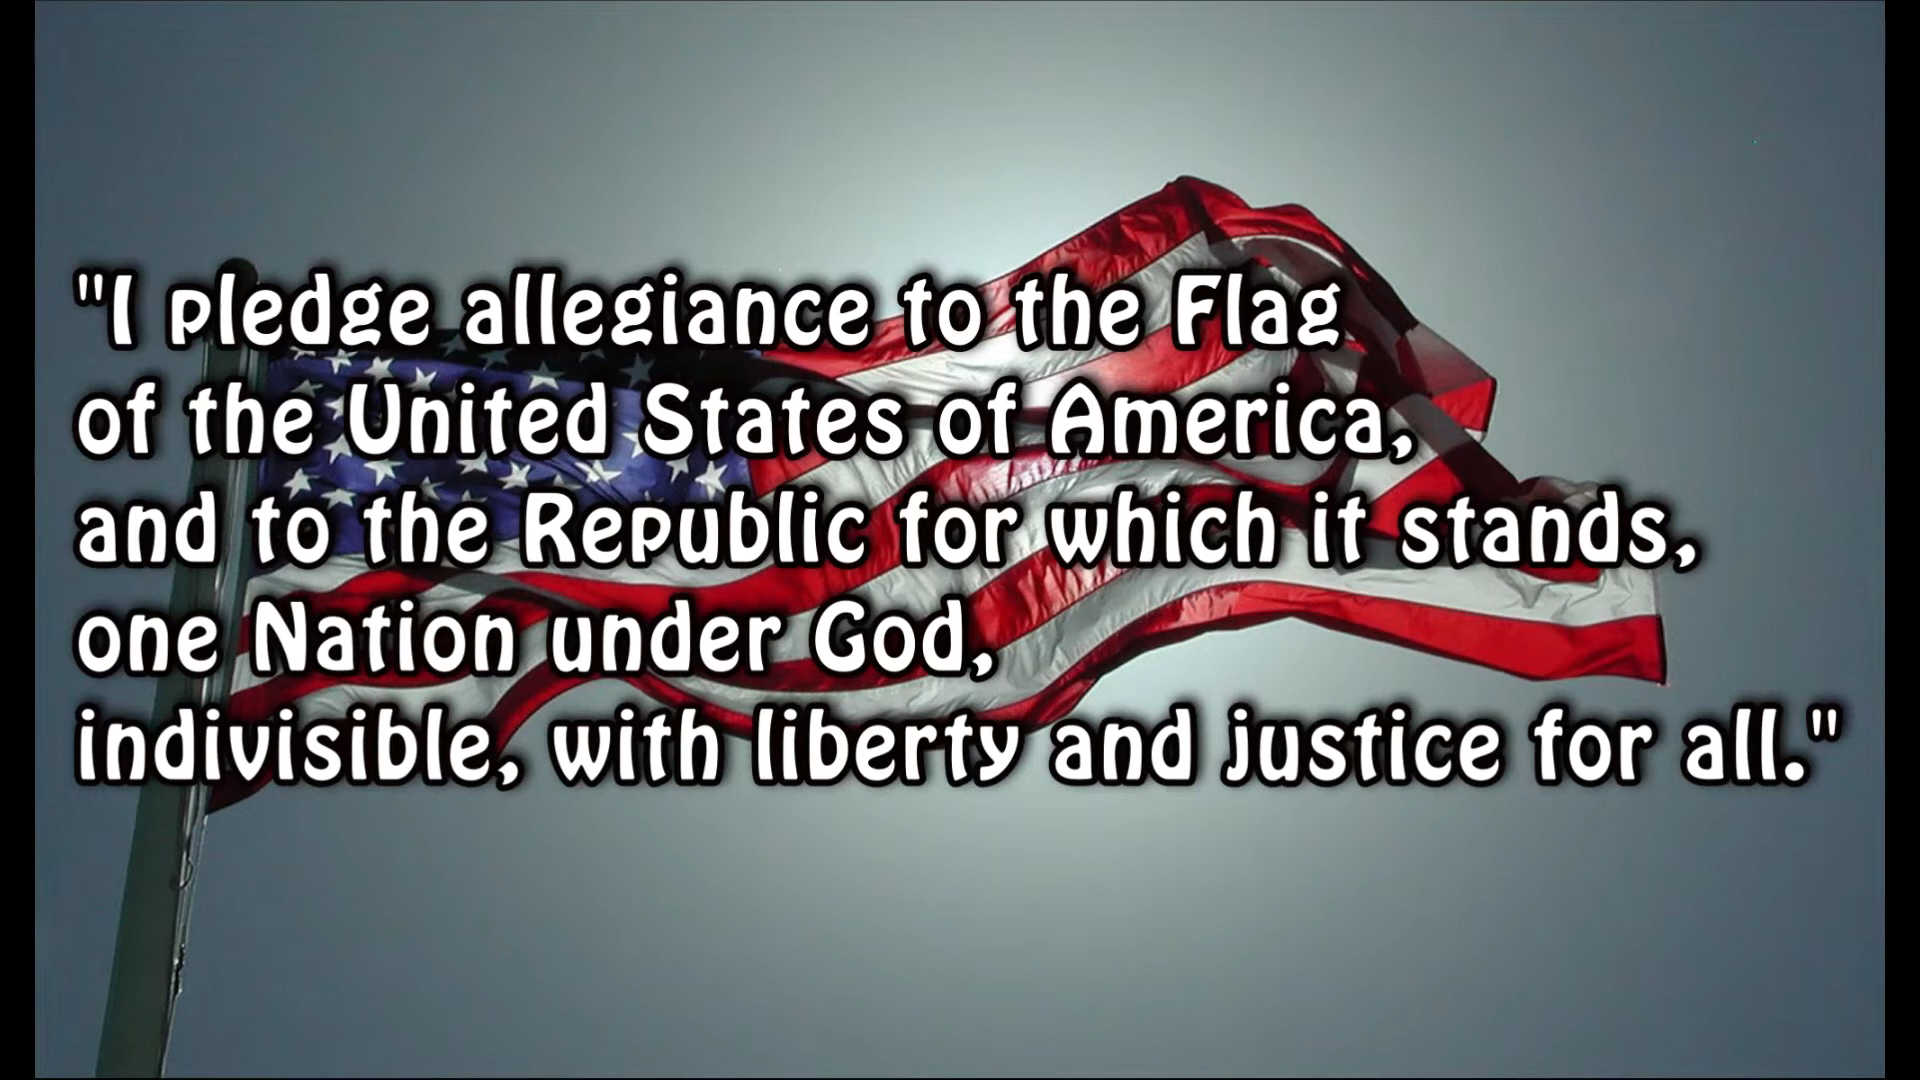 "I pledge allegiance to the Flag
of the United States of America,
and to the Republic for which it stands,
one Nation under God,
indivisible, with liberty and justice for all."